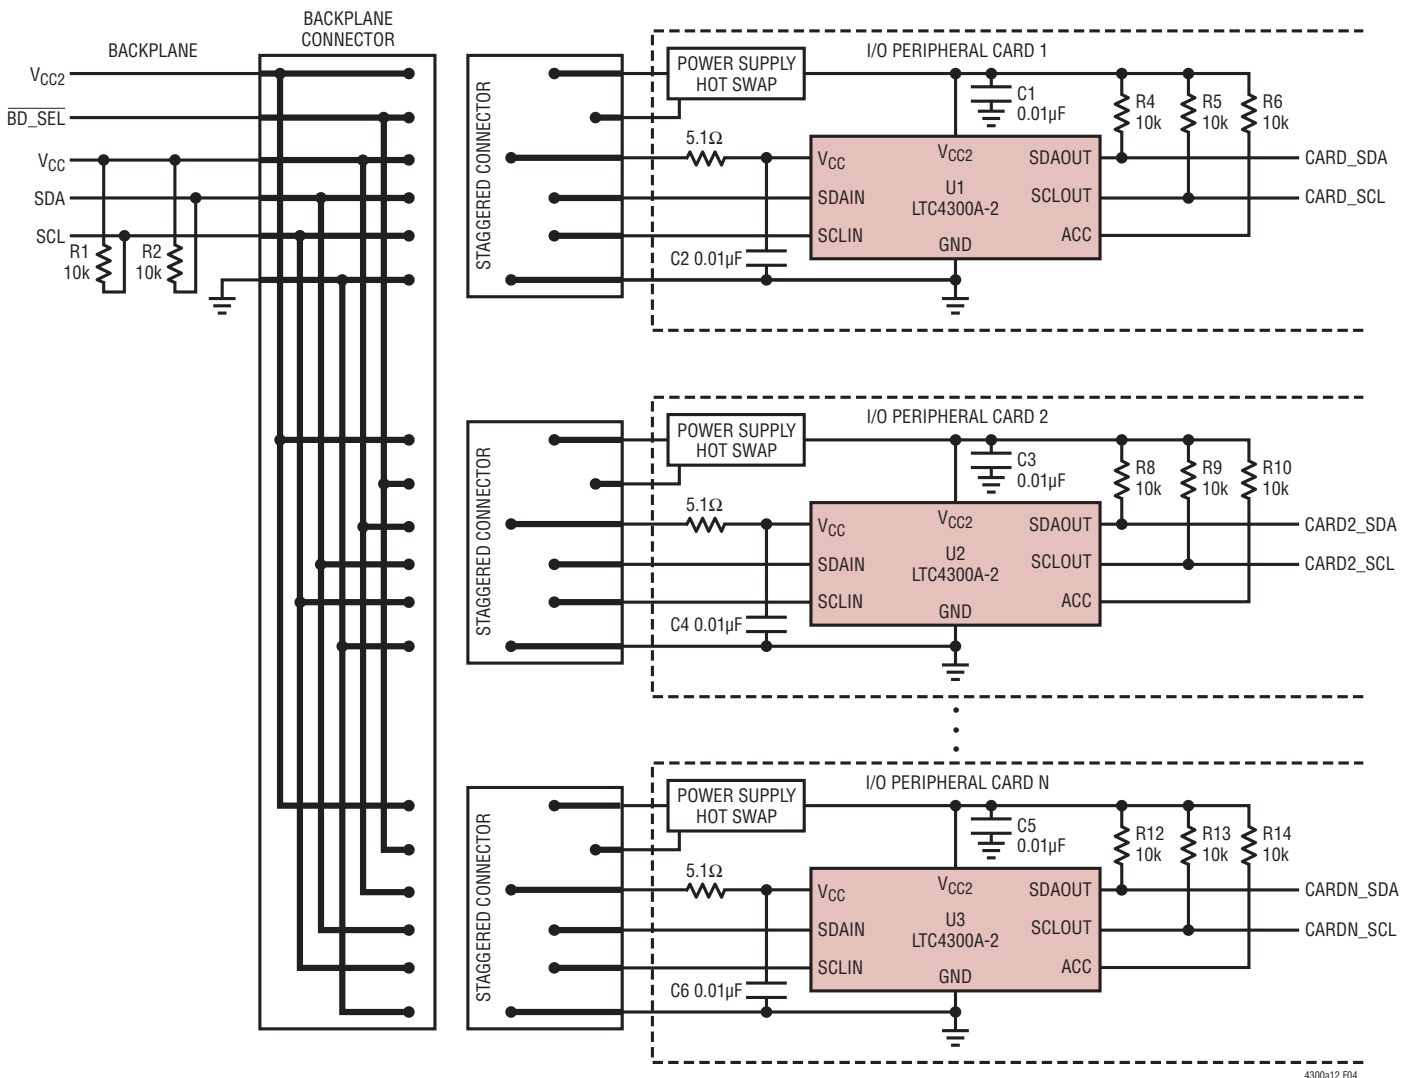 BACKPLANE
CONNECTOR
BACKPLANE
VCC2
BD_SEL
VCC
SDA
SCL
R1
10k
R2
10k
STAGGERED CONNECTOR
POWER SUPPLY
HOT SWAP
I/O PERIPHERAL CARD 1
C1
0.01µF
R4
10k
R5
10k
R6
10k
5.1Ω
C2 0.01µF
VCC
VCC2
SDAOUT
SDAIN
U1
LTC4300A-2
SCLOUT
SCLIN
GND
ACC
CARD_SDA
CARD_SCL
STAGGERED CONNECTOR
POWER SUPPLY
HOT SWAP
I/O PERIPHERAL CARD 2
C3
0.01µF
R8
10k
R9
10k
R10
10k
5.1Ω
C4 0.01µF
VCC
VCC2
SDAOUT
SDAIN
U2
LTC4300A-2
SCLOUT
SCLIN
GND
ACC
CARD2_SDA
CARD2_SCL
STAGGERED CONNECTOR
POWER SUPPLY
HOT SWAP
I/O PERIPHERAL CARD N
C5
0.01µF
R12
10k
R13
10k
R14
10k
5.1Ω
C6 0.01µF
VCC
VCC2
SDAOUT
SDAIN
U3
LTC4300A-2
SCLOUT
SCLIN
GND
ACC
CARDN_SDA
CARDN_SCL
4300a12 F04